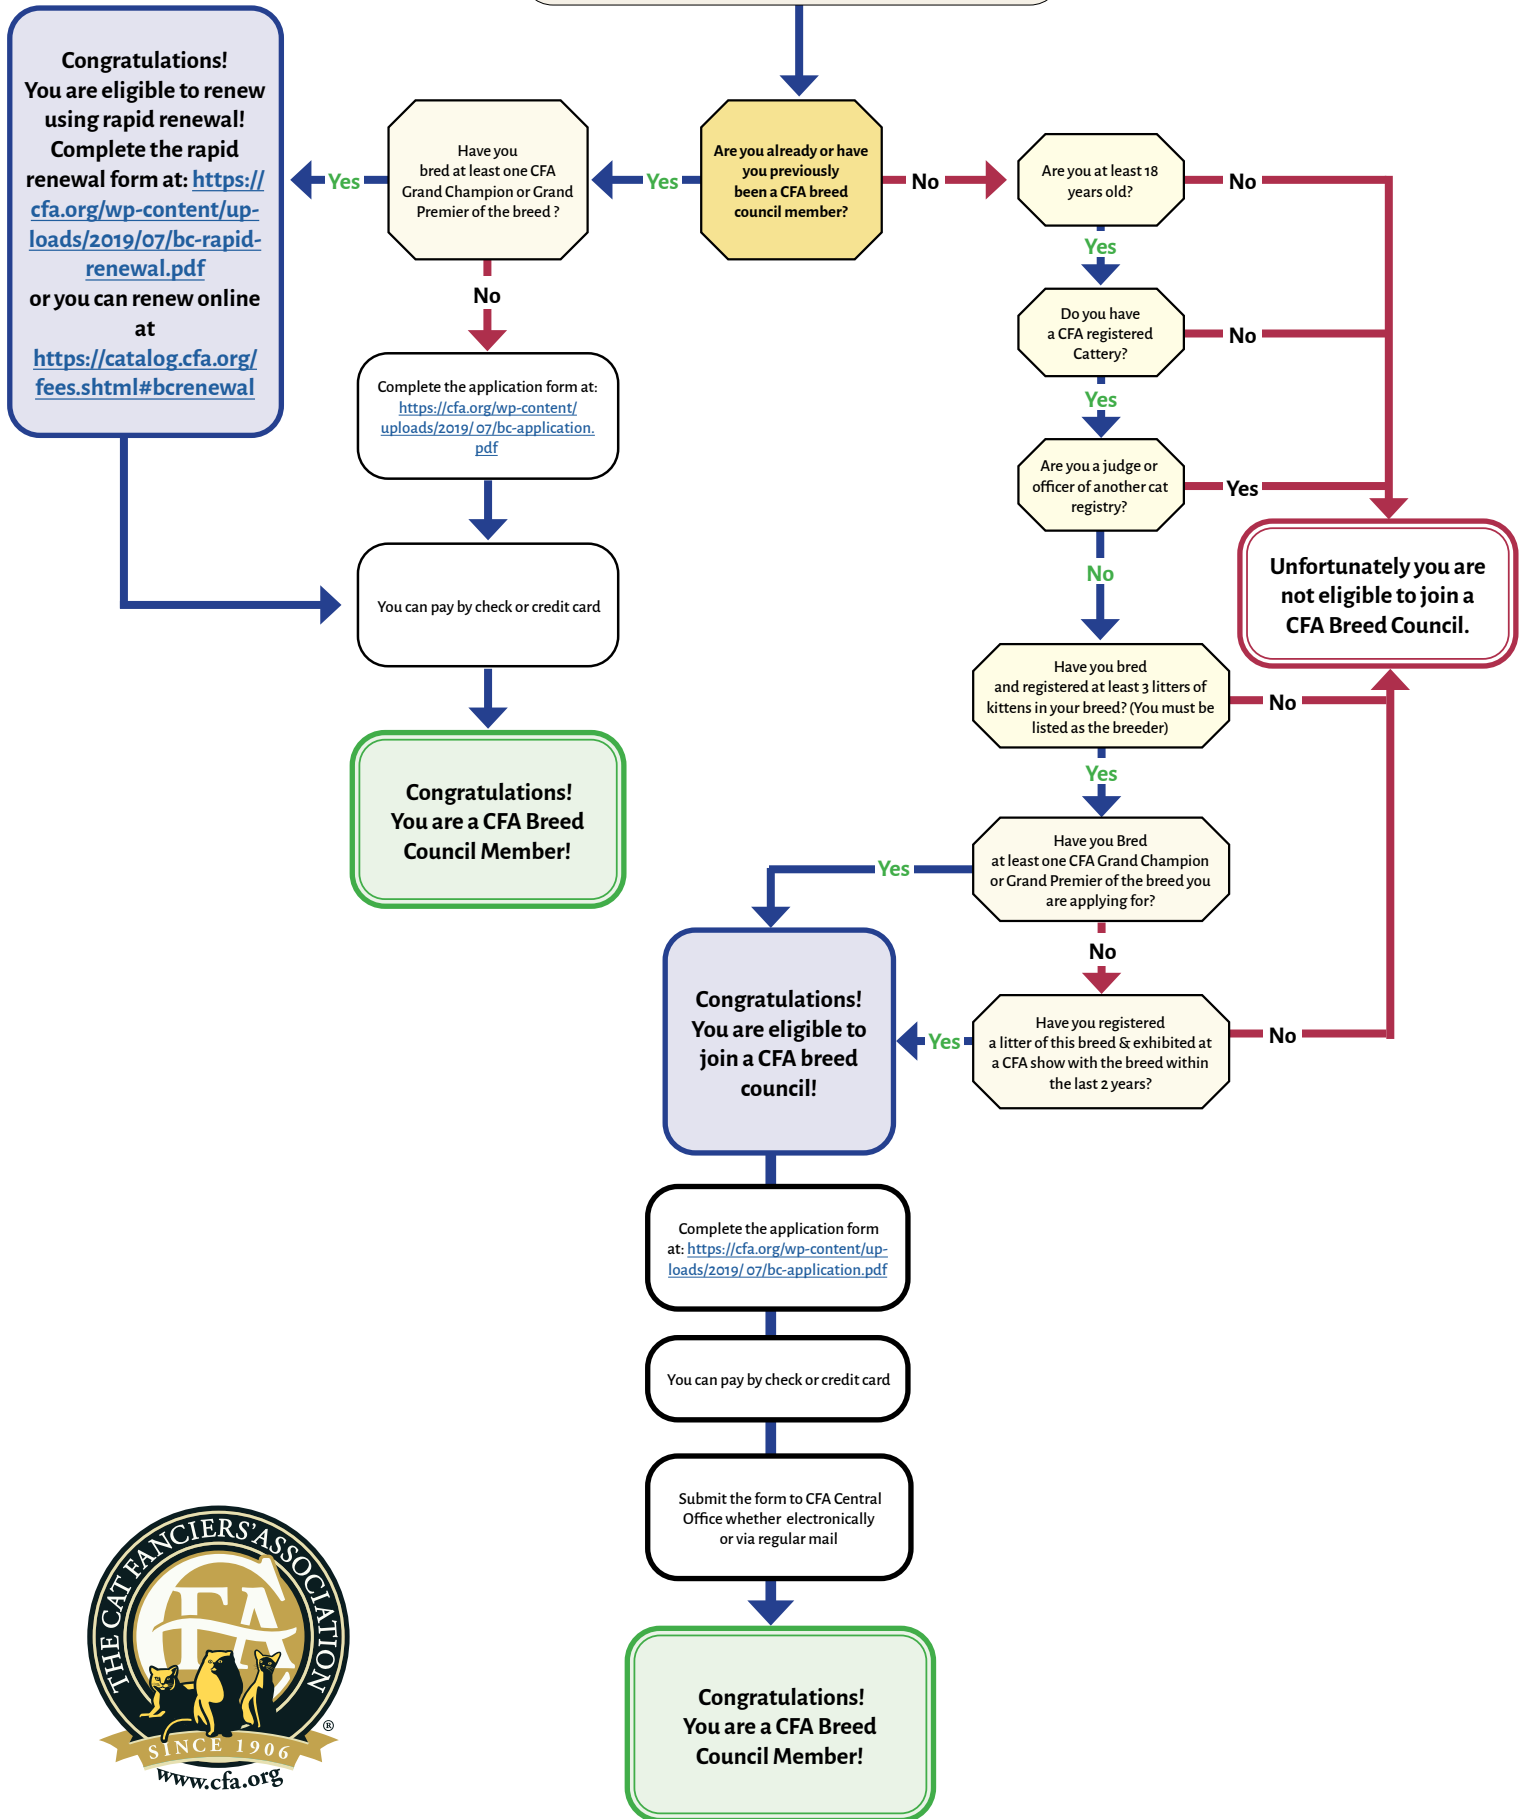 Congratulations!
You are eligible to renew
using rapid renewal!
Complete the rapid
renewal form at: https://
cfa.org/wp-content/up-
loads/2019/07/bc-rapid-
renewal.pdf
or you can renew online
at
https://catalog.cfa.org/
fees.shtml#bcrenewal
Yes
Have you
bred at least one CFA
Grand Champion or Grand
Premier of the breed ?
Yes
Are you already or have
you previously
been a CFA breed
council member?
No
Are you at least 18
years old?
No
Yes
No
Do you have
a CFA registered
Cattery?
No
Complete the application form at:
https://cfa.org/wp-content/
uploads/2019/ 07/bc-application.
pdf
Yes
Are you a judge or
officer of another cat
registry?
Yes
You can pay by check or credit card
No
Unfortunately you are
not eligible to join a
CFA Breed Council.
Have you bred
and registered at least 3 litters of
kittens in your breed? (You must be
listed as the breeder)
No
Congratulations!
You are a CFA Breed
Council Member!
Yes
Have you Bred
at least one CFA Grand Champion
or Grand Premier of the breed you
are applying for?
Yes
No
Congratulations!
You are eligible to
join a CFA breed
council!
Yes
Have you registered
a litter of this breed & exhibited at
a CFA show with the breed within
the last 2 years?
No
Complete the application form
at: https://cfa.org/wp-content/up-
loads/2019/ 07/bc-application.pdf
You can pay by check or credit card
Submit the form to CFA Central
Office whether electronically
or via regular mail
Congratulations!
You are a CFA Breed
Council Member!
THE CAT FANCIERS' ASSOCIATION
CFA
®
SINCE 1906
www.cfa.org